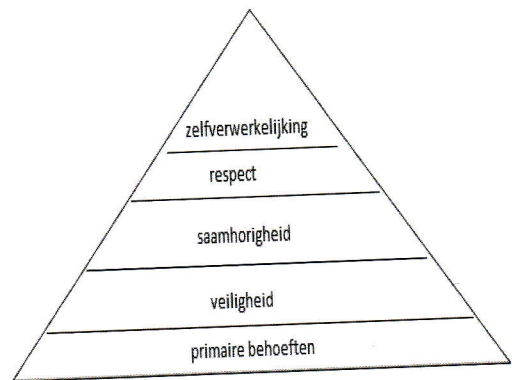 zelfverwerkelijking
respect
saamhorigheid
veiligheid
primaire behoeften